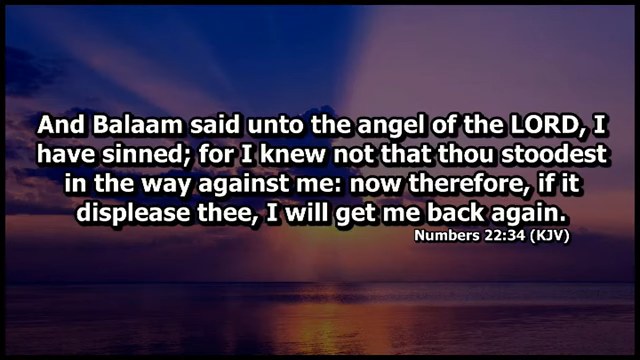 And Balaam said unto the angel of the LORD, I
have sinned; for I knew not that thou stoodest
in the way against me: now therefore, if it
displease thee, I will get me back again.
Numbers 22:34 (KJV)